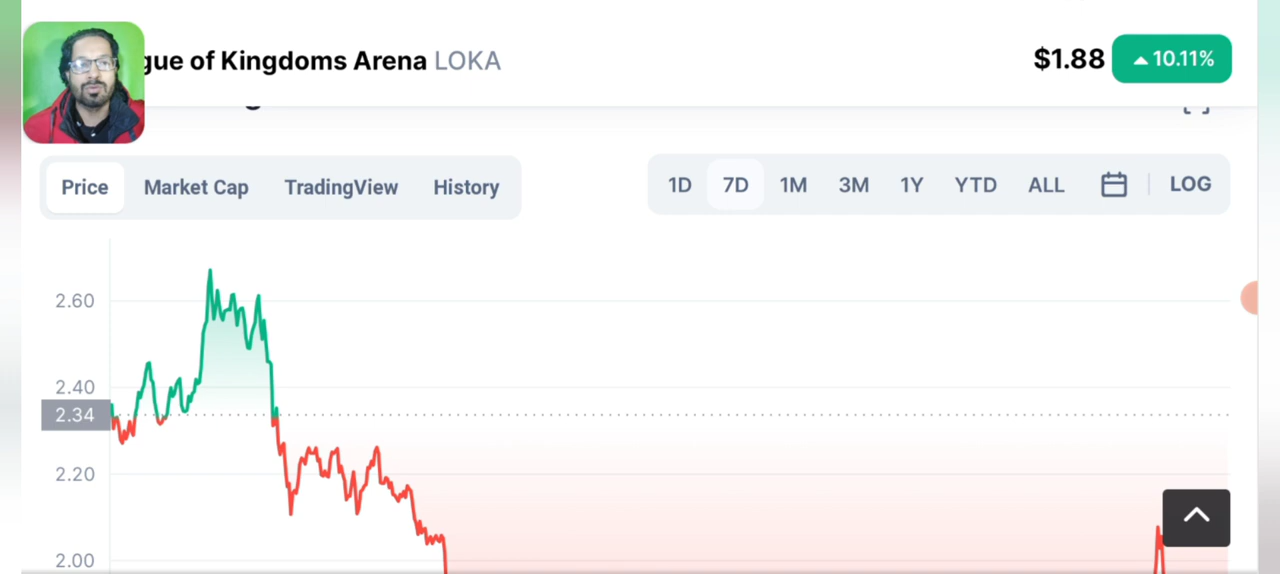 gue of Kingdoms Arena LOKA
$1.88 10.11%
Price Market Cap TradingView History
1D 7D 1M 3M 1Y YTD ALL LOG
2.60
2.40
2.34
2.20
2.00